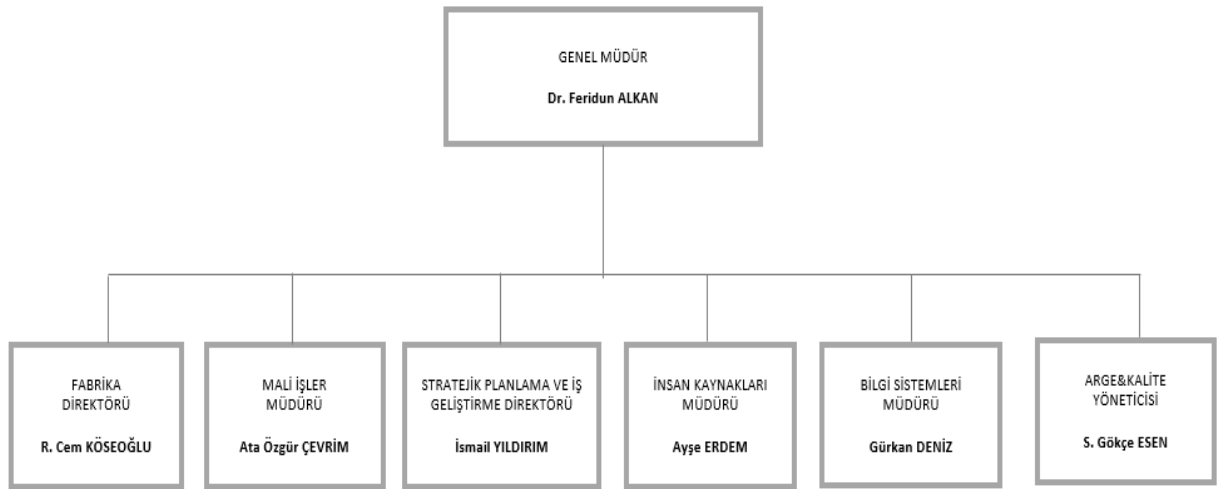 GENEL MÜDÜR
Dr. Feridun ALKAN
FABRİKA
DİREKTÖRÜ
R. Cem KÖSEOĞLU
MALİ İŞLER
MÜDÜRÜ
Ata Özgür ÇEVRİM
STRATEJİK PLANLAMA VE İŞ
GELİŞTİRME DİREKTÖRÜ
İsmail YILDIRIM
İNSAN KAYNAKLARI
MÜDÜRÜ
Ayşe ERDEM
BİLGİ SİSTEMLERİ
MÜDÜRÜ
Gürkan DENİZ
ARGE&KALİTE
YÖNETİCİSİ
S. Gökçe ESEN